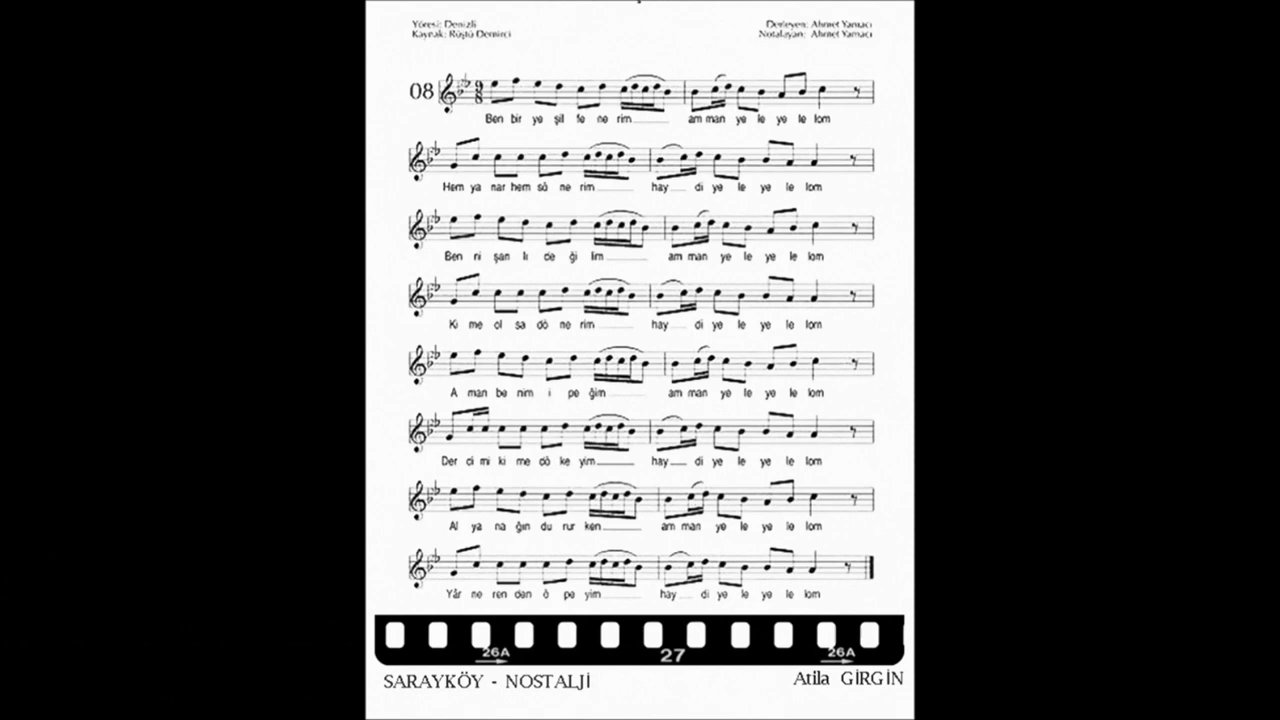 Yöresi: Denizli
Kaynak: Rüştü Demirci
Derleyen: Ahmet Yamacı
Notalayan: Ahmet Yamacı
08
9
8
Ben bir ye şil fe ne rim am man ye le ye le lom
Hem ya nar hem sö ne rim hay di ye le ye le lom
Ben ni şan lı de ği lim am man ye le ye le lom
Ki me ol sa dö ne rim hay di ye le ye le lom
A man be nim i pe ğim am man ye le ye le lom
Der di mi ki me dö ke yim hay di ye le ye le lom
Al ya na ğın du rur ken am man ye le ye le lom
Yâr ne ren den ö pe yim hay di ye le ye le lom
26A 27 26A
SARAYKÖY - NOSTALJİ
Atila GİRGİN